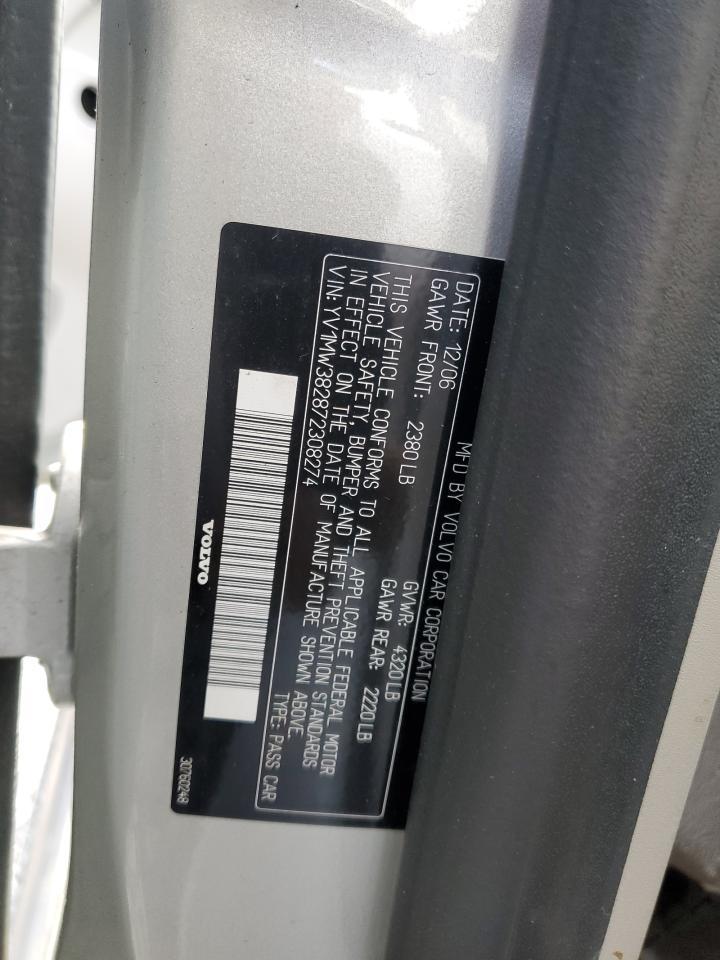 MFD BY VOLVO CAR CORPORATION
DATE: 12/06 GVWR: 4320 LB
GAWR FRONT: 2380 LB GAWR REAR: 2220 LB
THIS VEHICLE CONFORMS TO ALL APPLICABLE FEDERAL MOTOR
VEHICLE SAFETY, BUMPER AND THEFT PREVENTION STANDARDS
IN EFFECT ON THE DATE OF MANUFACTURE SHOWN ABOVE.
VIN: YV1MW382872308274 TYPE: PASS CAR
VOLVO
30760248